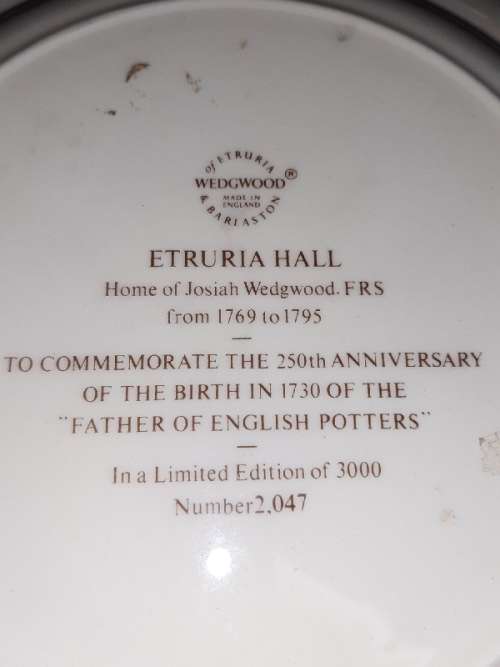 of ETRURIA
WEDGWOOD®
MADE IN
ENGLAND
& BARLASTON
ETRURIA HALL
Home of Josiah Wedgwood. FRS
from 1769 to 1795
—
TO COMMEMORATE THE 250th ANNIVERSARY
OF THE BIRTH IN 1730 OF THE
"FATHER OF ENGLISH POTTERS"
—
In a Limited Edition of 3000
Number 2,047